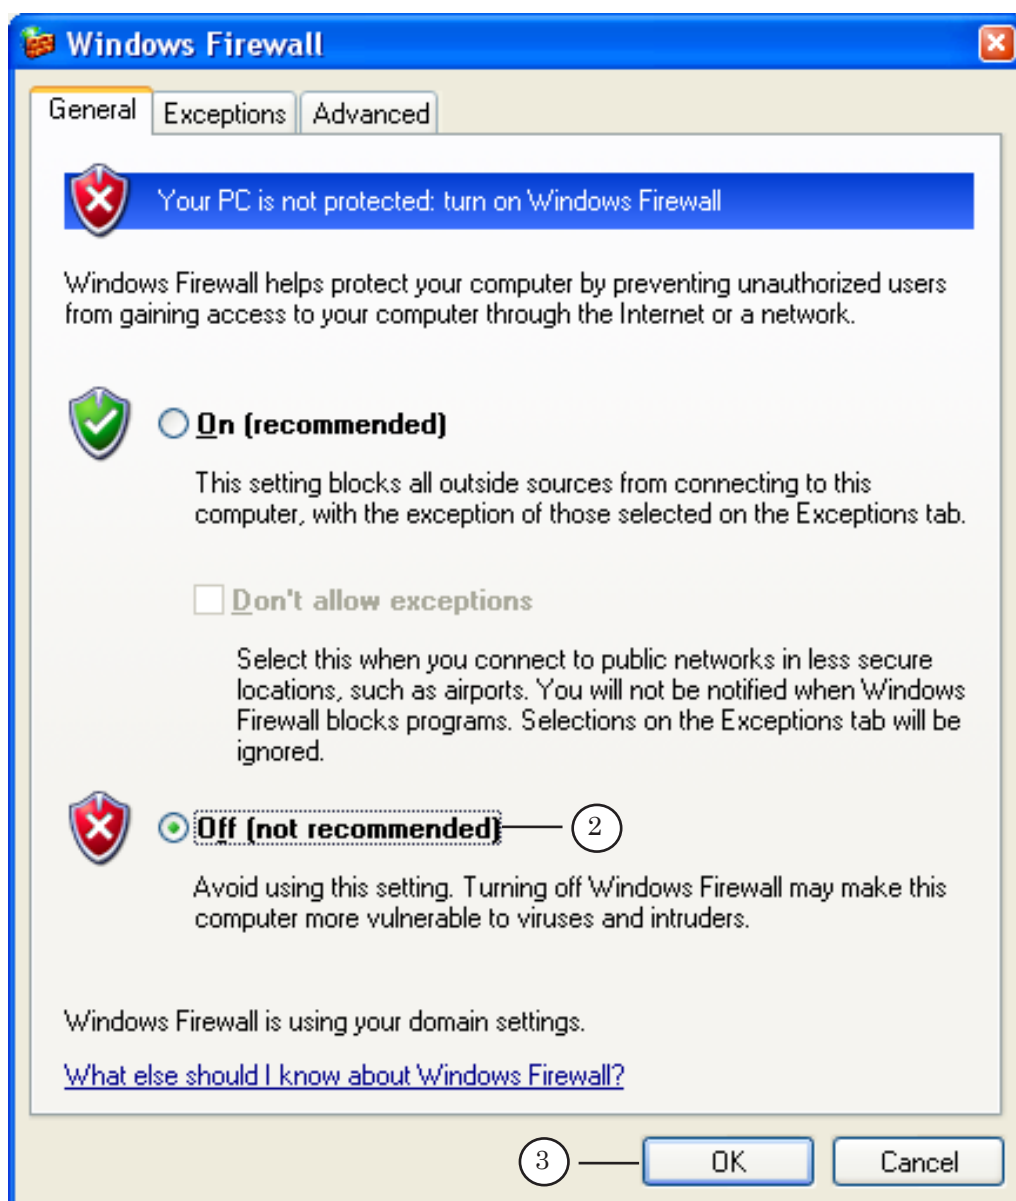 Windows Firewall
General Exceptions Advanced
Your PC is not protected: turn on Windows Firewall
Windows Firewall helps protect your computer by preventing unauthorized users
from gaining access to your computer through the Internet or a network.
On (recommended)
This setting blocks all outside sources from connecting to this
computer, with the exception of those selected on the Exceptions tab.
Don't allow exceptions
Select this when you connect to public networks in less secure
locations, such as airports. You will not be notified when Windows
Firewall blocks programs. Selections on the Exceptions tab will be
ignored.
Off (not recommended) 2
Avoid using this setting. Turning off Windows Firewall may make this
computer more vulnerable to viruses and intruders.
Windows Firewall is using your domain settings.
What else should I know about Windows Firewall?
3 OK Cancel